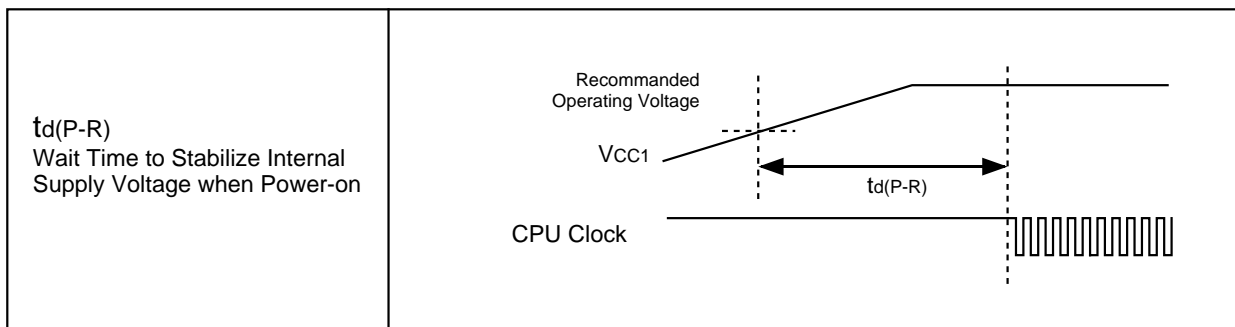 td(P-R)
Wait Time to Stabilize Internal
Supply Voltage when Power-on
Recommanded
Operating Voltage
VCC1
td(P-R)
CPU Clock